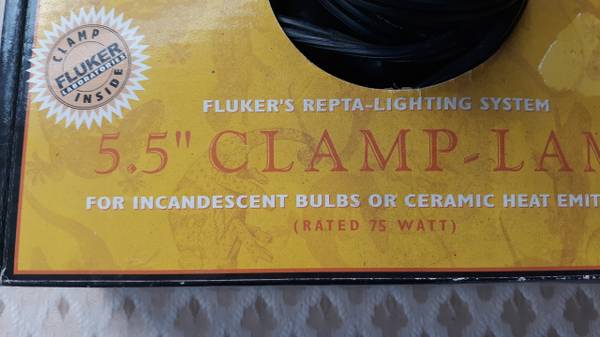 CLAMP
FLUKER
LABORATORIES
INSIDE
FLUKER'S REPTA-LIGHTING SYSTEM
5.5" CLAMP-LAM
FOR INCANDESCENT BULBS OR CERAMIC HEAT EMIT
(RATED 75 WATT)